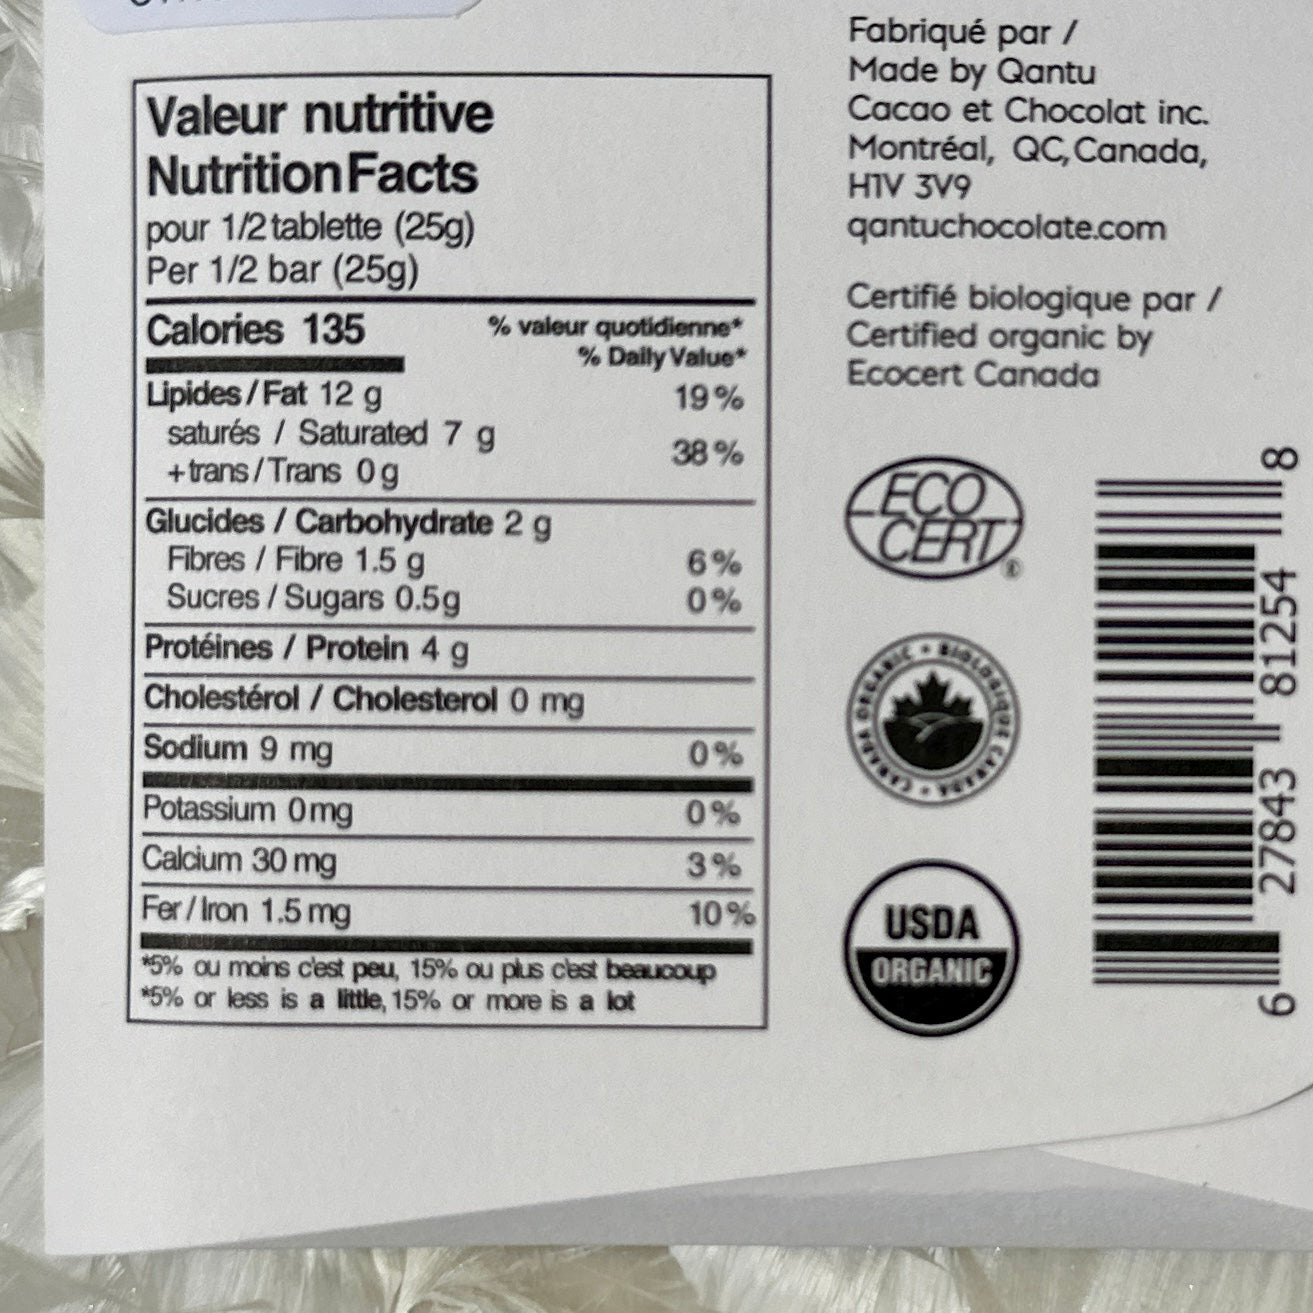 Valeur nutritive
Nutrition Facts
pour 1/2 tablette (25g)
Per 1/2 bar (25g)
Calories 135
% valeur quotidienne*
% Daily Value*
Lipides / Fat 12 g 19 %
saturés / Saturated 7 g
+ trans / Trans 0 g
38 %
Glucides / Carbohydrate 2 g
Fibres / Fibre 1.5 g 6 %
Sucres / Sugars 0.5g 0 %
Protéines / Protein 4 g
Cholestérol / Cholesterol 0 mg
Sodium 9 mg 0 %
Potassium 0 mg 0 %
Calcium 30 mg 3 %
Fer / Iron 1.5 mg 10 %
*5% ou moins c'est peu, 15% ou plus c'est beaucoup
*5% or less is a little, 15% or more is a lot
Fabriqué par /
Made by Qantu
Cacao et Chocolat inc.
Montréal, QC, Canada,
H1V 3V9
qantuchocolate.com
Certifié biologique par /
Certified organic by
Ecocert Canada
ECO
CERT
®
CANADA ORGANIC • BIOLOGIQUE CANADA •
USDA
ORGANIC
6 27843 81254 8